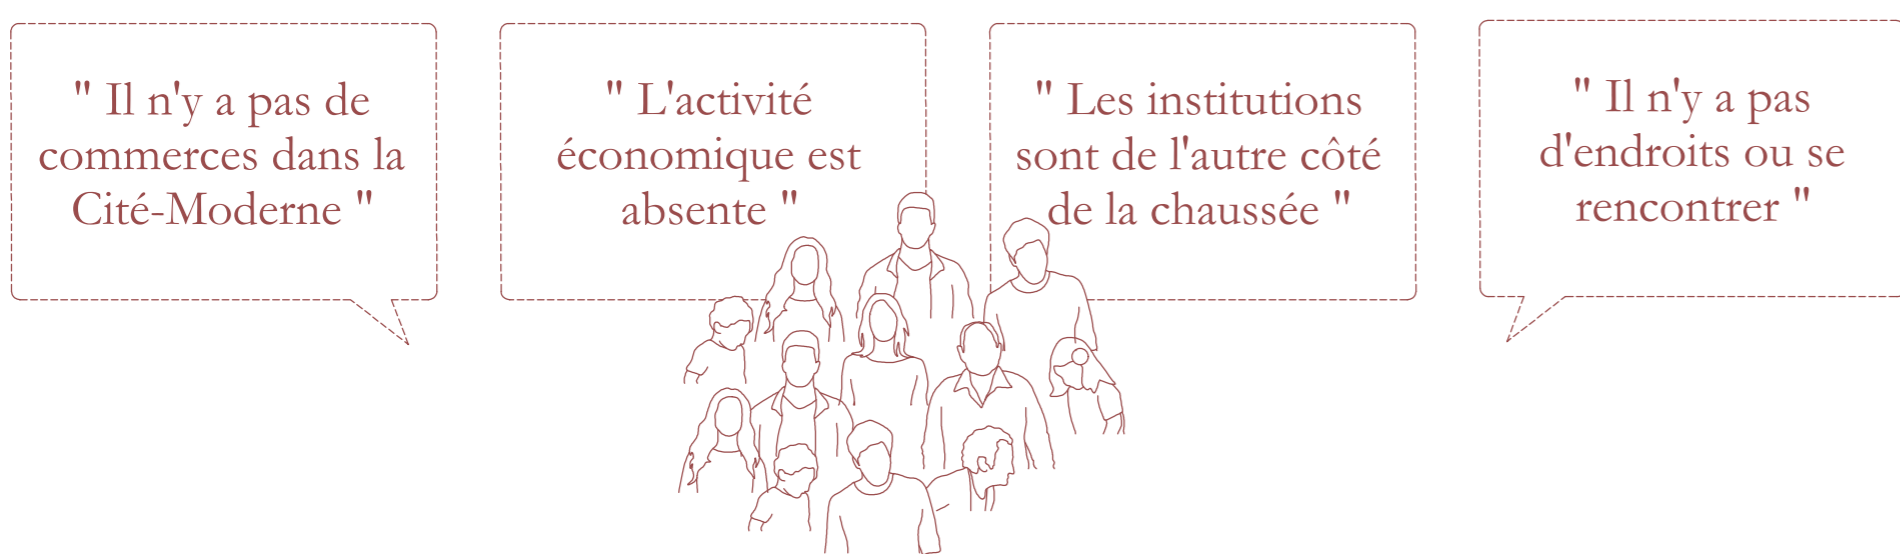 " Il n'y a pas de
commerces dans la
Cité-Moderne "
" L'activité
économique est
absente "
" Les institutions
sont de l'autre côté
de la chaussée "
" Il n'y a pas
d'endroits ou se
rencontrer "